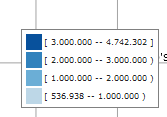 [ 3.000.000 -- 4.742.302 ]
[ 2.000.000 -- 3.000.000 )
[ 1.000.000 -- 2.000.000 )
[ 536.938 -- 1.000.000 )